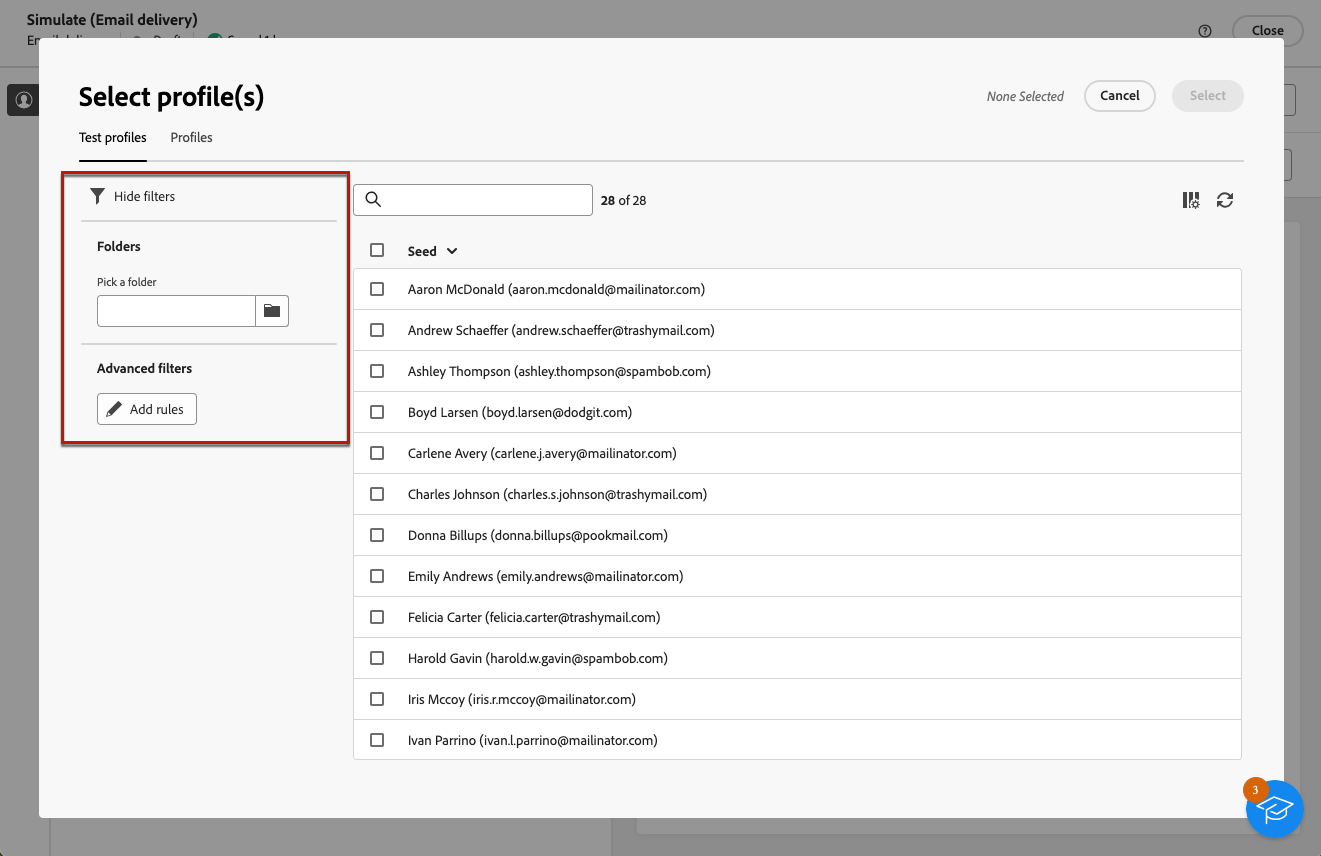 Simulate (Email delivery)
Close
Select profile(s)
None Selected
Cancel
Select
Test profiles
Profiles
Hide filters
28 of 28
Folders
Seed
Pick a folder
Aaron McDonald (aaron.mcdonald@mailinator.com)
Andrew Schaeffer (andrew.schaeffer@trashymail.com)
Advanced filters
Ashley Thompson (ashley.thompson@spambob.com)
Add rules
Boyd Larsen (boyd.larsen@dodgit.com)
Carlene Avery (carlene.j.avery@mailinator.com)
Charles Johnson (charles.s.johnson@trashymail.com)
Donna Billups (donna.billups@pookmail.com)
Emily Andrews (emily.andrews@mailinator.com)
Felicia Carter (felicia.carter@trashymail.com)
Harold Gavin (harold.w.gavin@spambob.com)
Iris Mccoy (iris.r.mccoy@mailinator.com)
Ivan Parrino (ivan.l.parrino@mailinator.com)
3